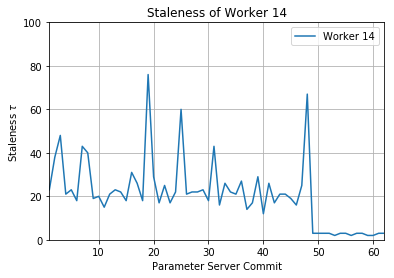 Staleness of Worker 14
Worker 14
100
80
60
40
20
0
Staleness τ
10 20 30 40 50 60
Parameter Server Commit